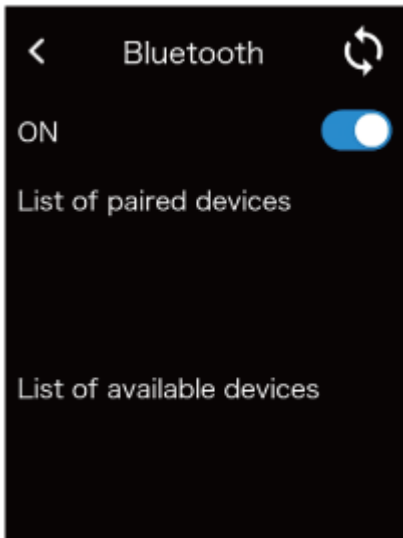 Bluetooth
ON
List of paired devices
List of available devices